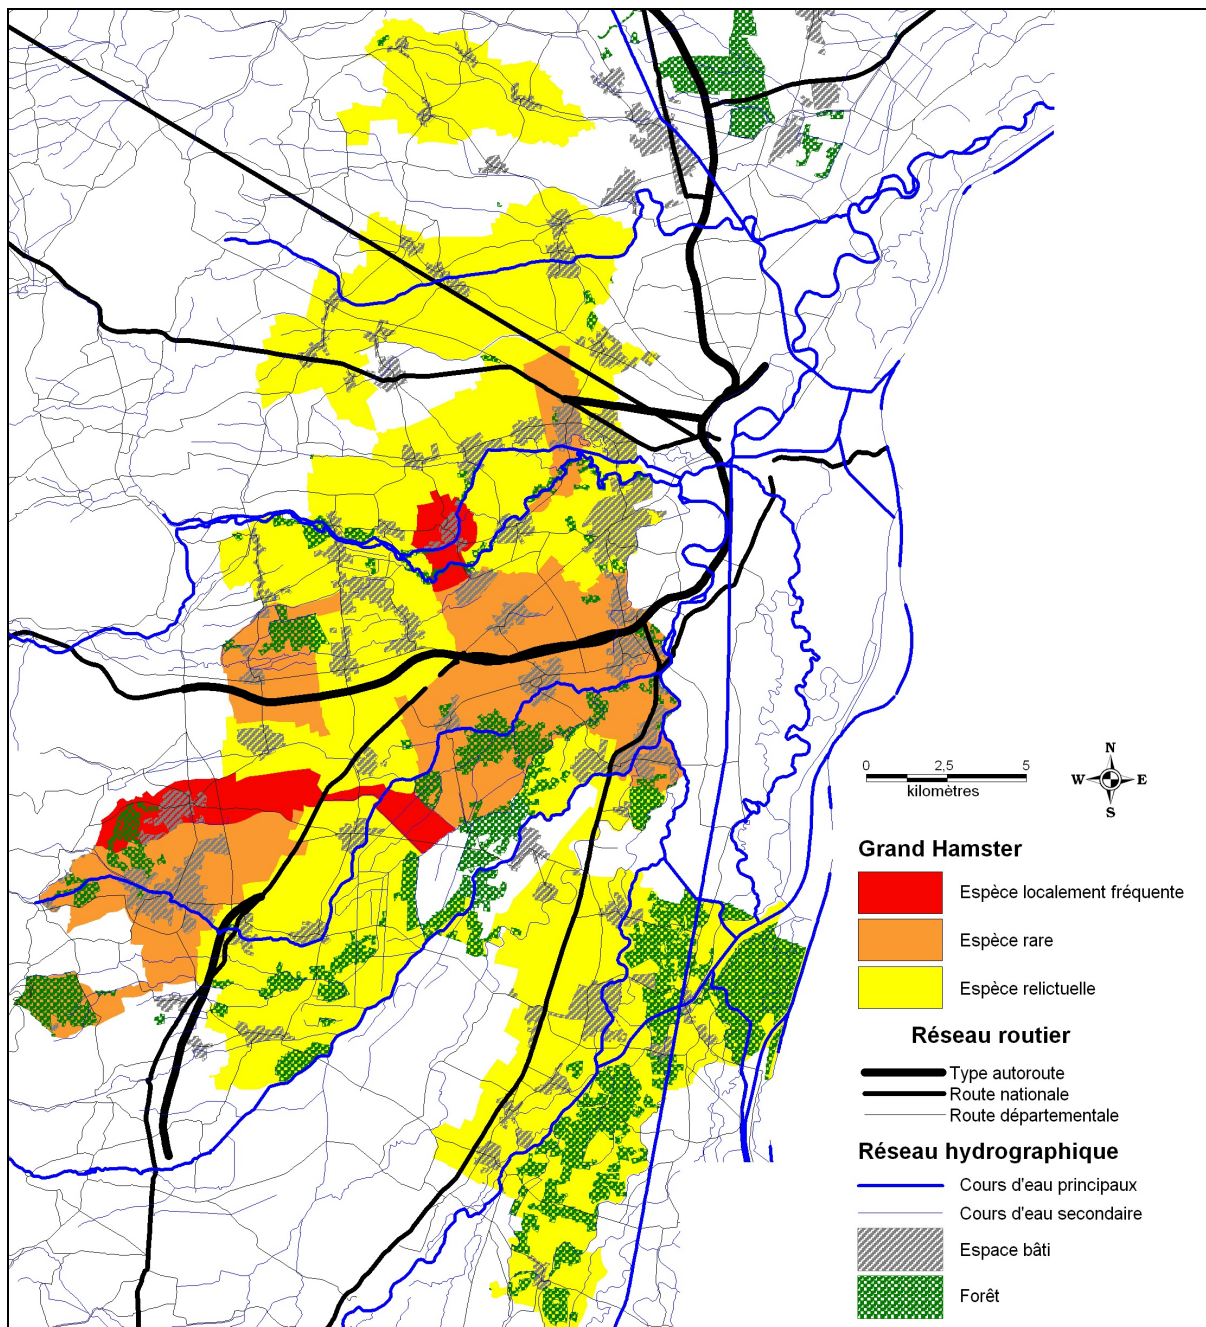 N
W E
S
0 2,5 5
kilomètres
Grand Hamster
Espèce localement fréquente
Espèce rare
Espèce relictuelle
Réseau routier
Type autoroute
Route nationale
Route départementale
Réseau hydrographique
Cours d'eau principaux
Cours d'eau secondaire
Espace bâti
Forêt